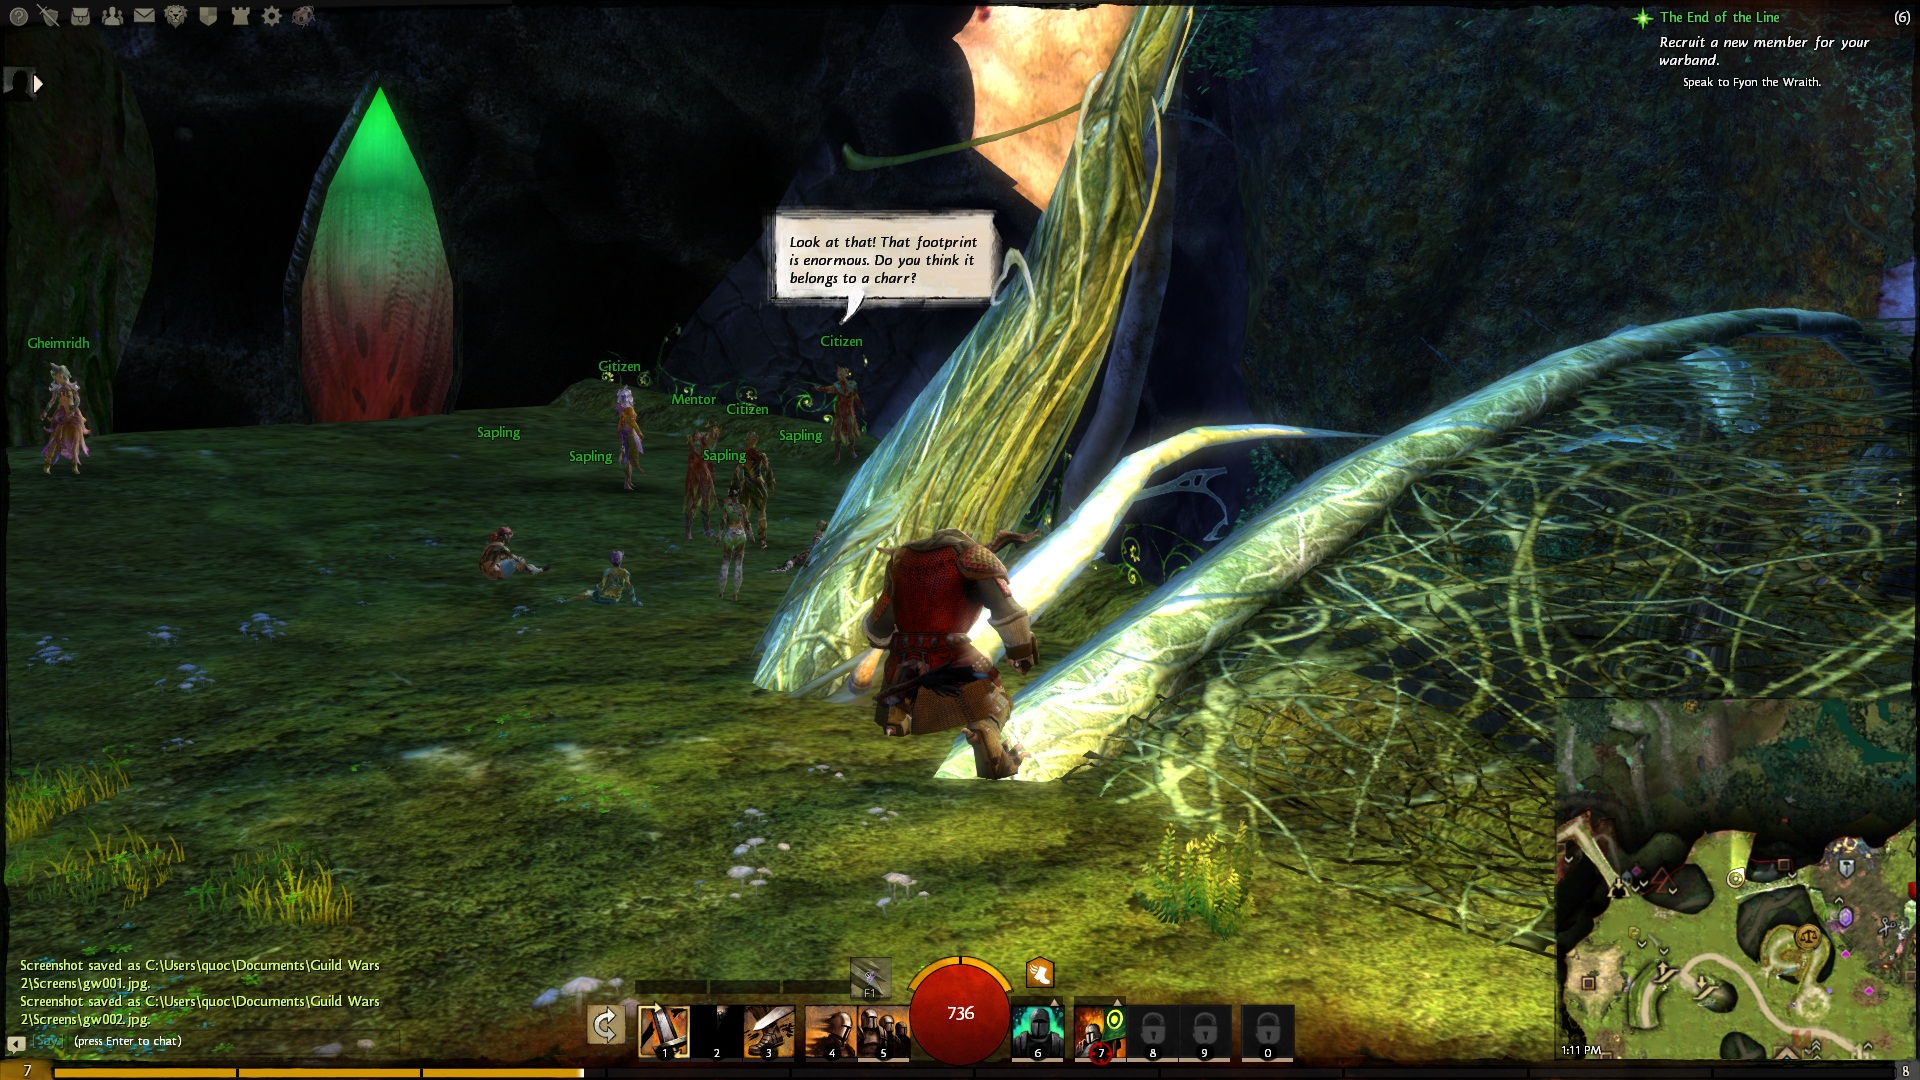 The End of the Line
(6)
Recruit a new member for your
warband.
Speak to Fyon the Wraith.
Look at that! That footprint
is enormous. Do you think it
belongs to a charr?
Gheimridh
Citizen
Citizen
Mentor
Citizen
Sapling
Sapling
Sapling
Sapling
Screenshot saved as C:\Users\quoc\Documents\Guild Wars
2\Screens\gw001.jpg.
Screenshot saved as C:\Users\quoc\Documents\Guild Wars
2\Screens\gw002.jpg.
[Say] (press Enter to chat)
F1
736
1 2 3 4 5 6 7 8 9 0
1:11 PM
7
8